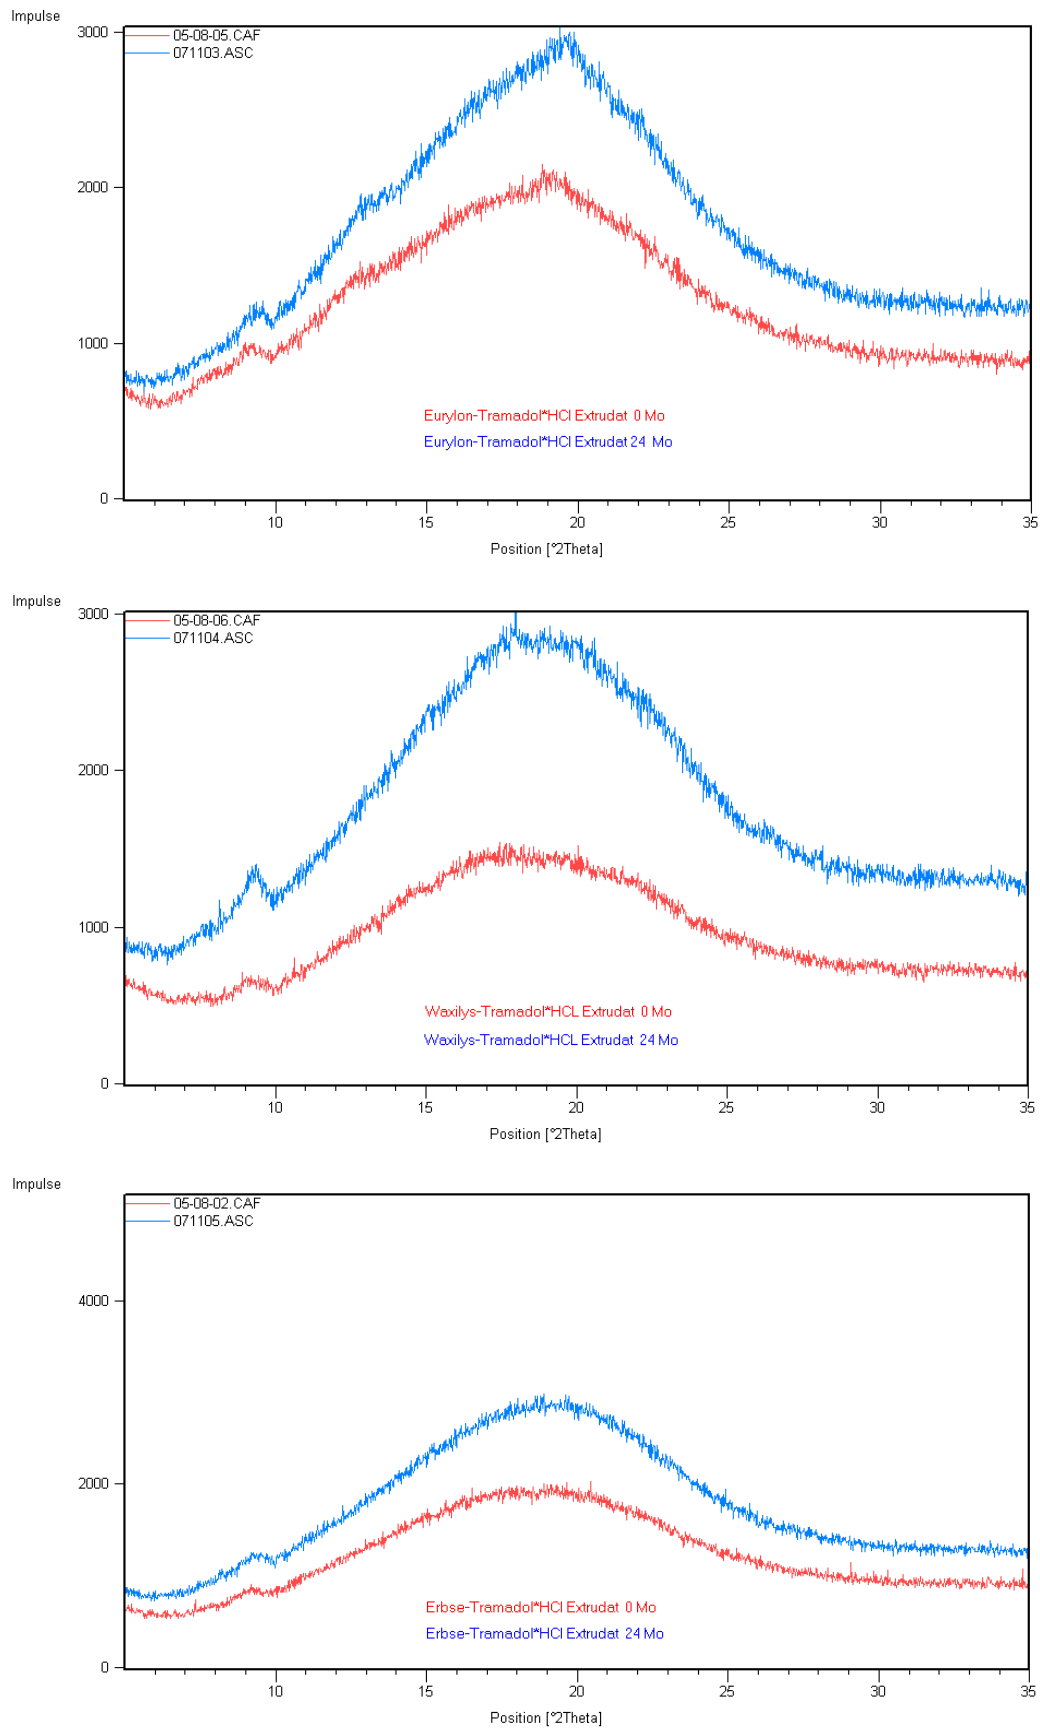 Impulse
3000
05-08-05.CAF
071103.ASC
2000
1000
Eurylon-Tramadol*HCl Extrudat 0 Mo
Eurylon-Tramadol*HCl Extrudat 24 Mo
0
10 15 20 25 30 35
Position [°2Theta]
Impulse
3000
05-08-06.CAF
071104.ASC
2000
1000
Waxilys-Tramadol*HCL Extrudat 0 Mo
Waxilys-Tramadol*HCL Extrudat 24 Mo
0
10 15 20 25 30 35
Position [°2Theta]
Impulse
05-08-02.CAF
071105.ASC
4000
2000
Erbse-Tramadol*HCl Extrudat 0 Mo
Erbse-Tramadol*HCl Extrudat 24 Mo
0
10 15 20 25 30 35
Position [°2Theta]